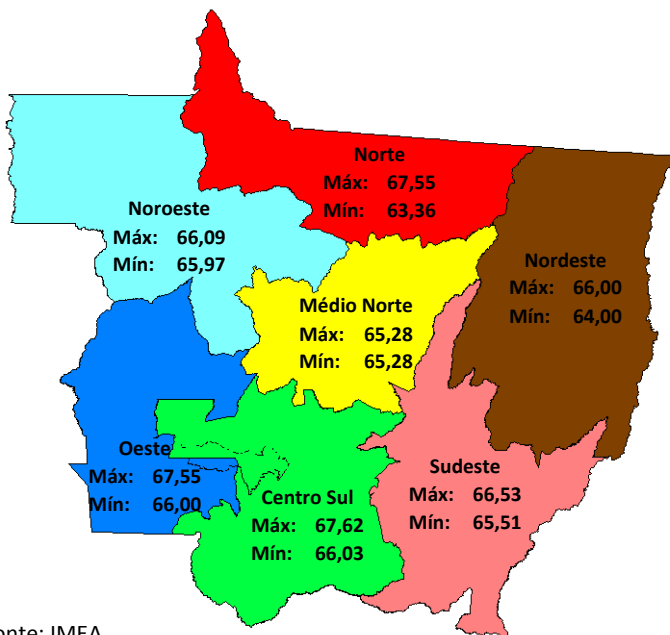 Norte
Máx: 67,55
Mín: 63,36
Noroeste
Máx: 66,09
Mín: 65,97
Nordeste
Máx: 66,00
Mín: 64,00
Médio Norte
Máx: 65,28
Mín: 65,28
Oeste
Máx: 67,55
Mín: 66,00
Sudeste
Máx: 66,53
Mín: 65,51
Centro Sul
Máx: 67,62
Mín: 66,03
onte: IMEA